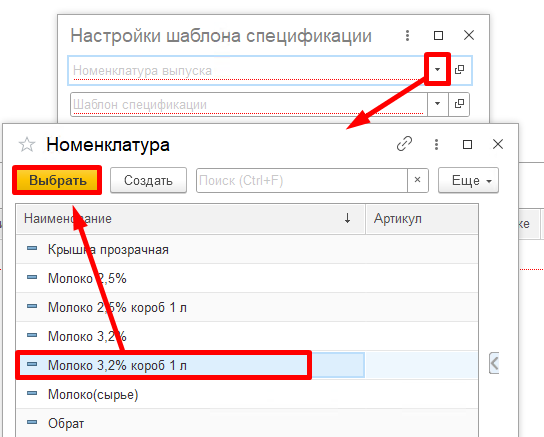 Настройки шаблона спецификации
Номенклатура выпуска
Шаблон спецификации
Номенклатура
Выбрать
Создать
Поиск (Ctrl+F)
×
Еще
Наименование ↓ Артикул
ке
Крышка прозрачная
Молоко 2,5%
Молоко 2,5% короб 1 л
Молоко 3,2%
Молоко 3,2% короб 1 л
Молоко(сырье)
Обрат